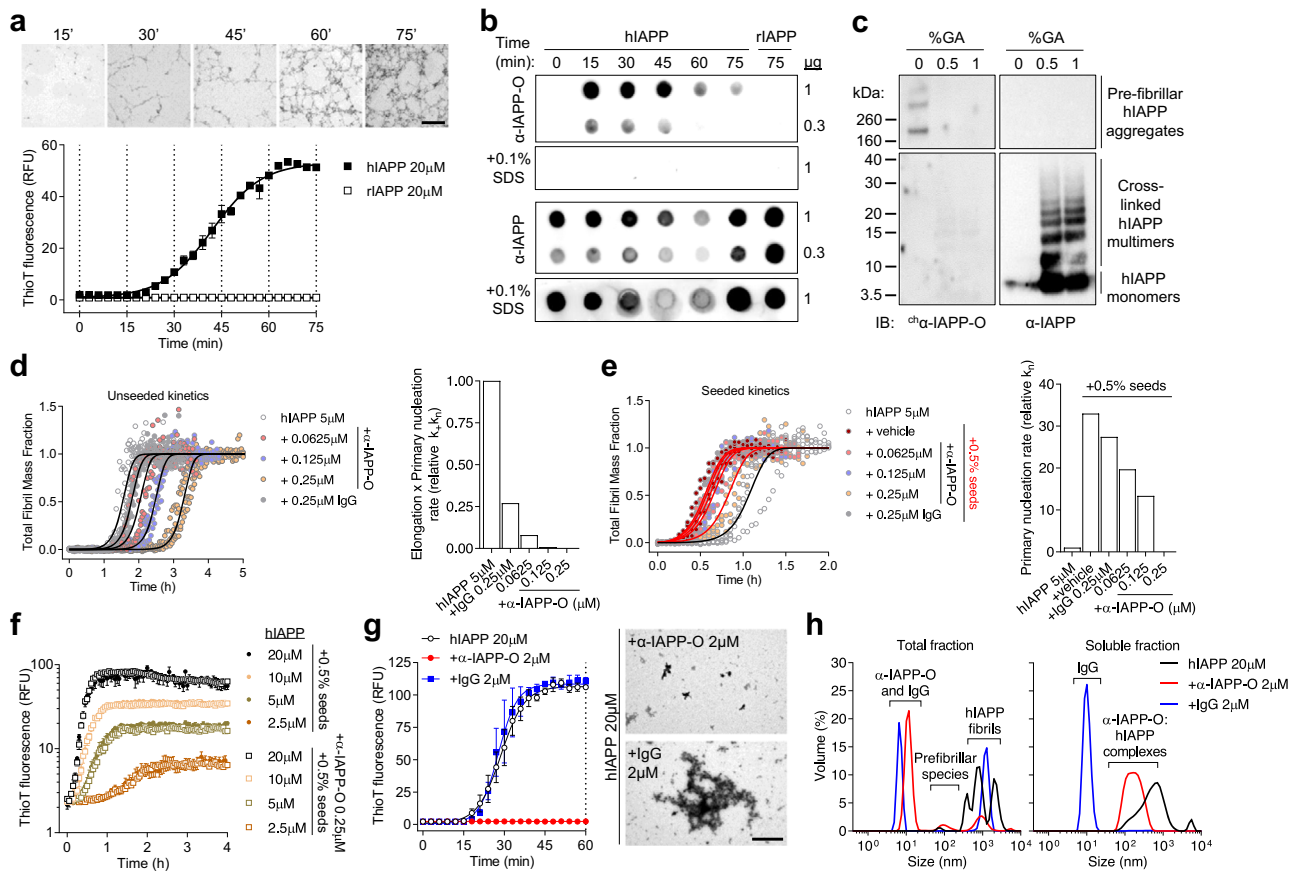 a
15' 30' 45' 60' 75'
ThioT fluorescence (RFU)
60
40
20
0
0 15 30 45 60 75
Time (min)
hIAPP 20µM
rIAPP 20µM
b
Time (min):
hIAPP rIAPP
0 15 30 45 60 75 75 µg
α-IAPP-O
1
0.3
+0.1% SDS
1
α-IAPP
1
0.3
+0.1% SDS
1
c
%GA %GA
0 0.5 1 0 0.5 1
kDa:
260
160
40
30
20
15
10
3.5
Pre-fibrillar hIAPP aggregates
Cross-linked hIAPP multimers
hIAPP monomers
IB: chα-IAPP-O α-IAPP
d
Unseeded kinetics
Total Fibril Mass Fraction
1.5
1.0
0.5
0.0
0 1 2 3 4 5
Time (h)
hIAPP 5µM
+ 0.0625µM
+ 0.125µM
+ 0.25µM
+ 0.25µM IgG
+α-IAPP-O
Elongation x Primary nucleation rate (relative k+kn)
1.00
0.75
0.50
0.25
0.00
hIAPP 5µM
+IgG 0.25µM
0.0625
0.125
0.25
+α-IAPP-O (µM)
e
Seeded kinetics
Total Fibril Mass Fraction
1.5
1.0
0.5
0.0
0.0 0.5 1.0 1.5 2.0
Time (h)
hIAPP 5µM
+ vehicle
+ 0.0625µM
+ 0.125µM
+ 0.25µM
+ 0.25µM IgG
+α-IAPP-O
+0.5% seeds
Primary nucleation rate (relative kn)
40
30
20
10
0
+0.5% seeds
hIAPP 5µM
+vehicle
+IgG 0.25µM
0.0625
0.125
0.25
+α-IAPP-O (µM)
f
ThioT fluorescence (RFU)
100
10
1
0 1 2 3 4
Time (h)
hIAPP
20µM
10µM
5µM
2.5µM
+0.5% seeds
20µM
10µM
5µM
2.5µM
+α-IAPP-O 0.25µM
+0.5% seeds
g
ThioT fluorescence (RFU)
125
100
75
50
25
0
0 15 30 45 60
Time (min)
hIAPP 20µM
+α-IAPP-O 2µM
+IgG 2µM
hIAPP 20µM
+α-IAPP-O 2µM
+IgG
2µM
h
Total fraction
Volume (%)
30
25
20
15
10
5
0
10⁰ 10¹ 10² 10³ 10⁴
Size (nm)
α-IAPP-O and IgG
Prefibrillar species
hIAPP fibrils
Soluble fraction
IgG
α-IAPP-O:
hIAPP
complexes
10⁰ 10¹ 10² 10³ 10⁴
Size (nm)
hIAPP 20µM
+α-IAPP-O 2µM
+IgG 2µM